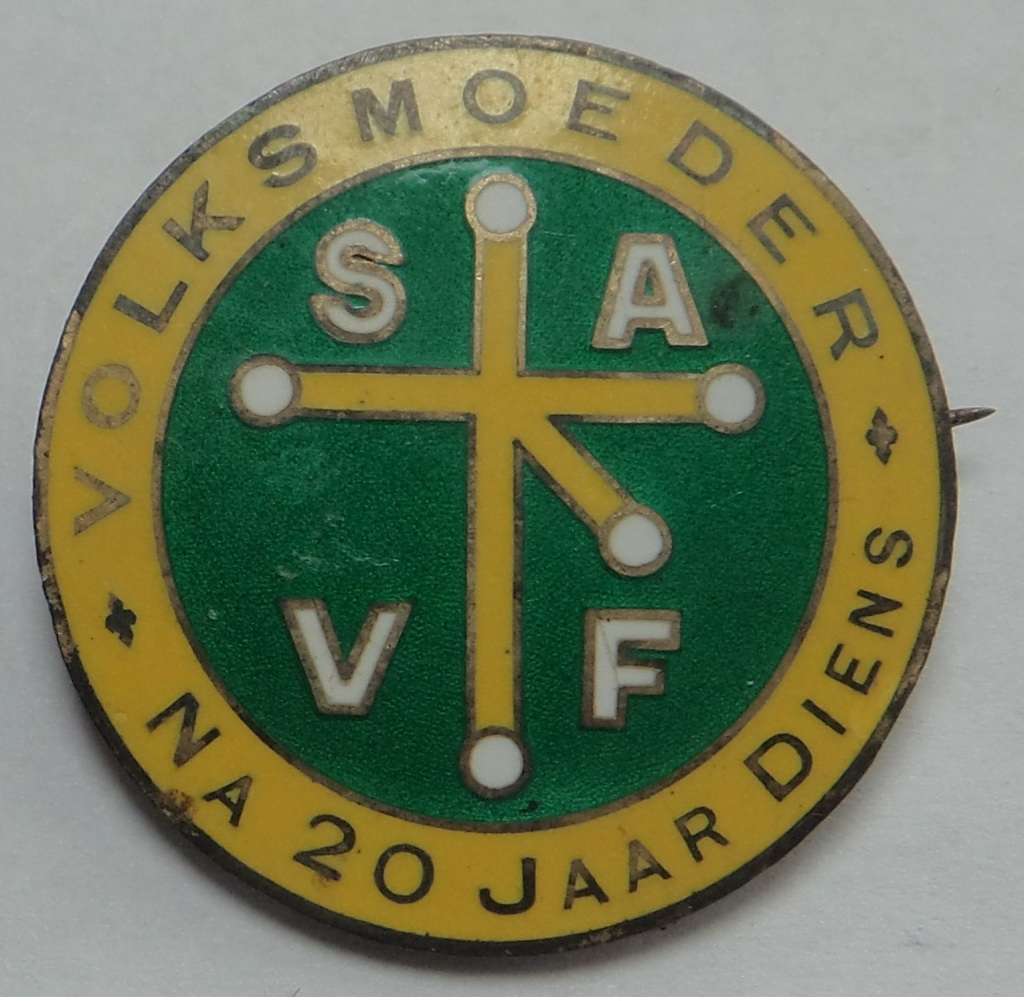 VOLKSMOEDER
S A
V F
NA 20 JAAR DIENS